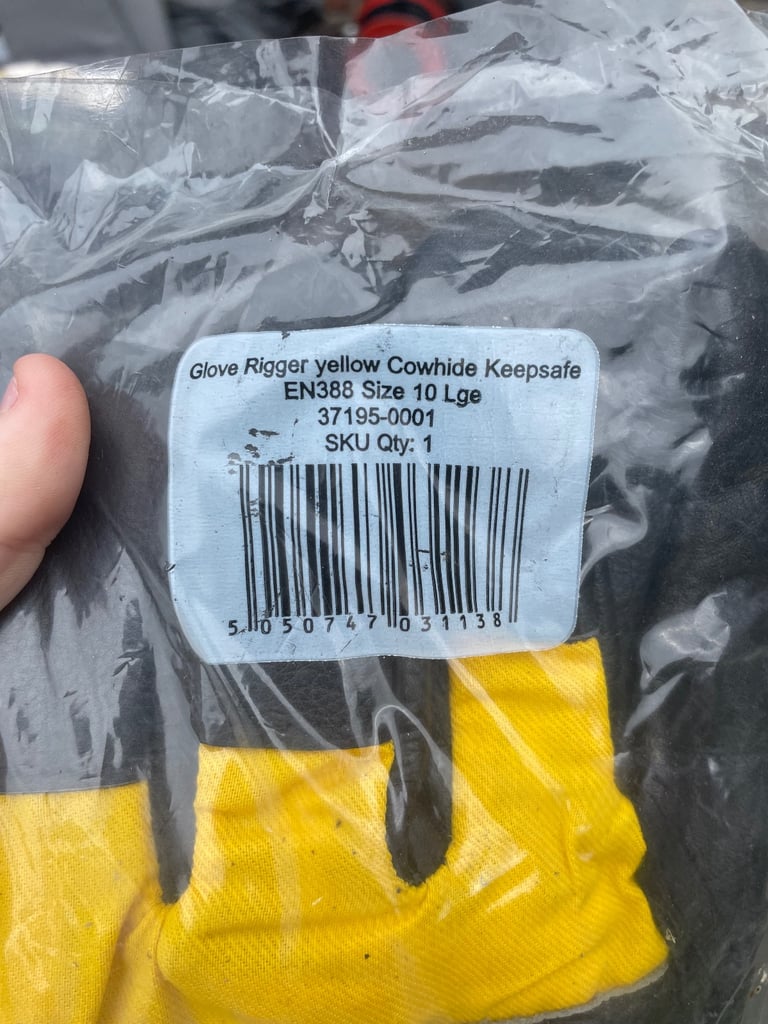 Glove Rigger yellow Cowhide Keepsafe
EN388 Size 10 Lge
37195-0001
SKU Qty: 1
5 050747 031138